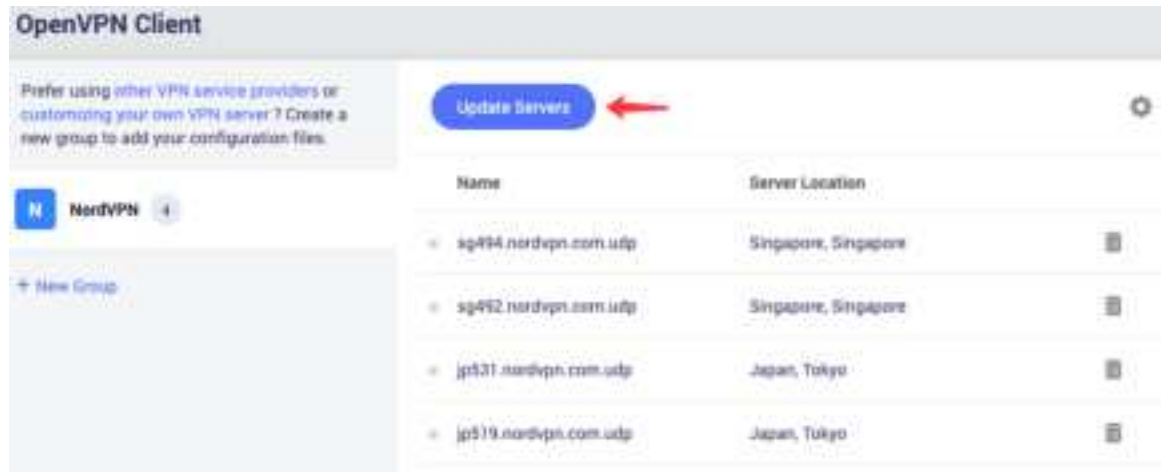 OpenVPN Client
Prefer using other VPN service providers or
customizing your own VPN server ? Create a
new group to add your configuration files.
Update Servers
Name Server Location
N NordVPN 4
sg494.nordvpn.com.udp Singapore, Singapore
+ New Group
sg492.nordvpn.com.udp Singapore, Singapore
jp531.nordvpn.com.udp Japan, Tokyo
jp519.nordvpn.com.udp Japan, Tokyo